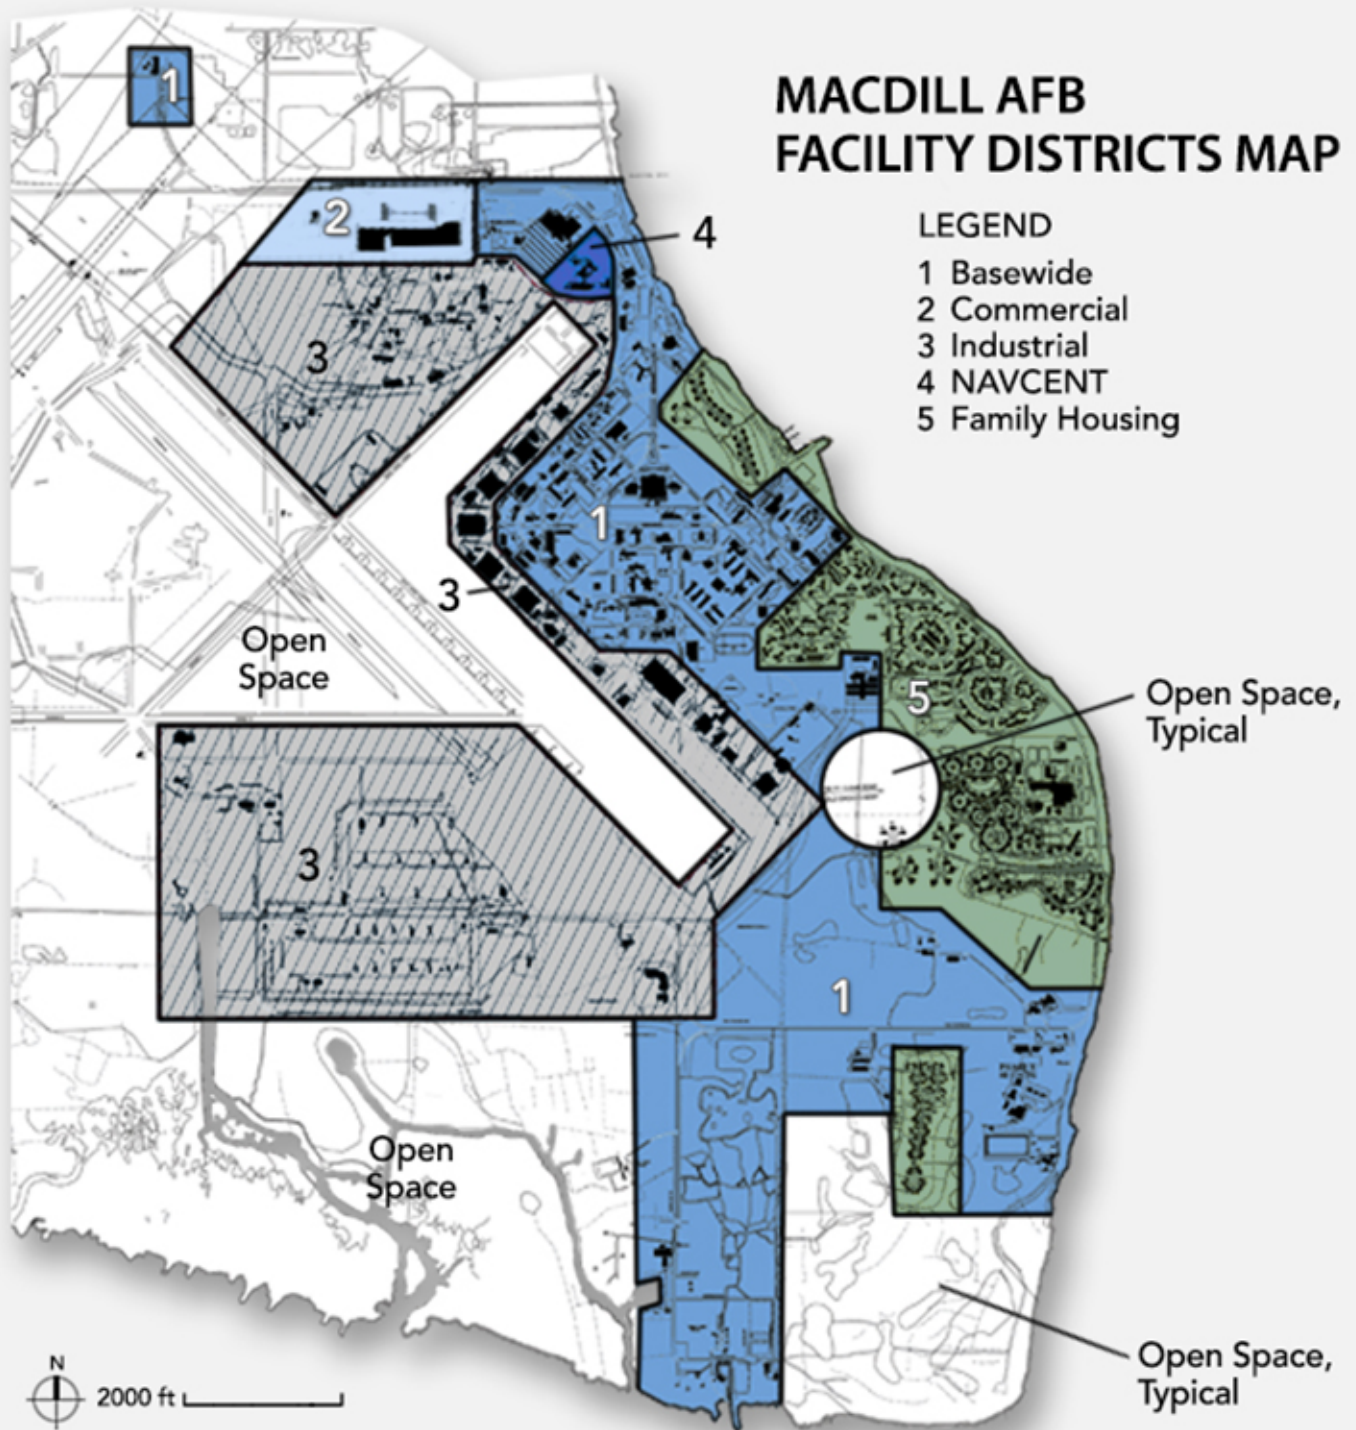 MACDILL AFB
FACILITY DISTRICTS MAP
LEGEND
1 Basewide
2 Commercial
3 Industrial
4 NAVCENT
5 Family Housing
1
2
4
3
1
3
Open
Space
5
Open Space,
Typical
3
1
Open
Space
Open Space,
Typical
N
2000 ft